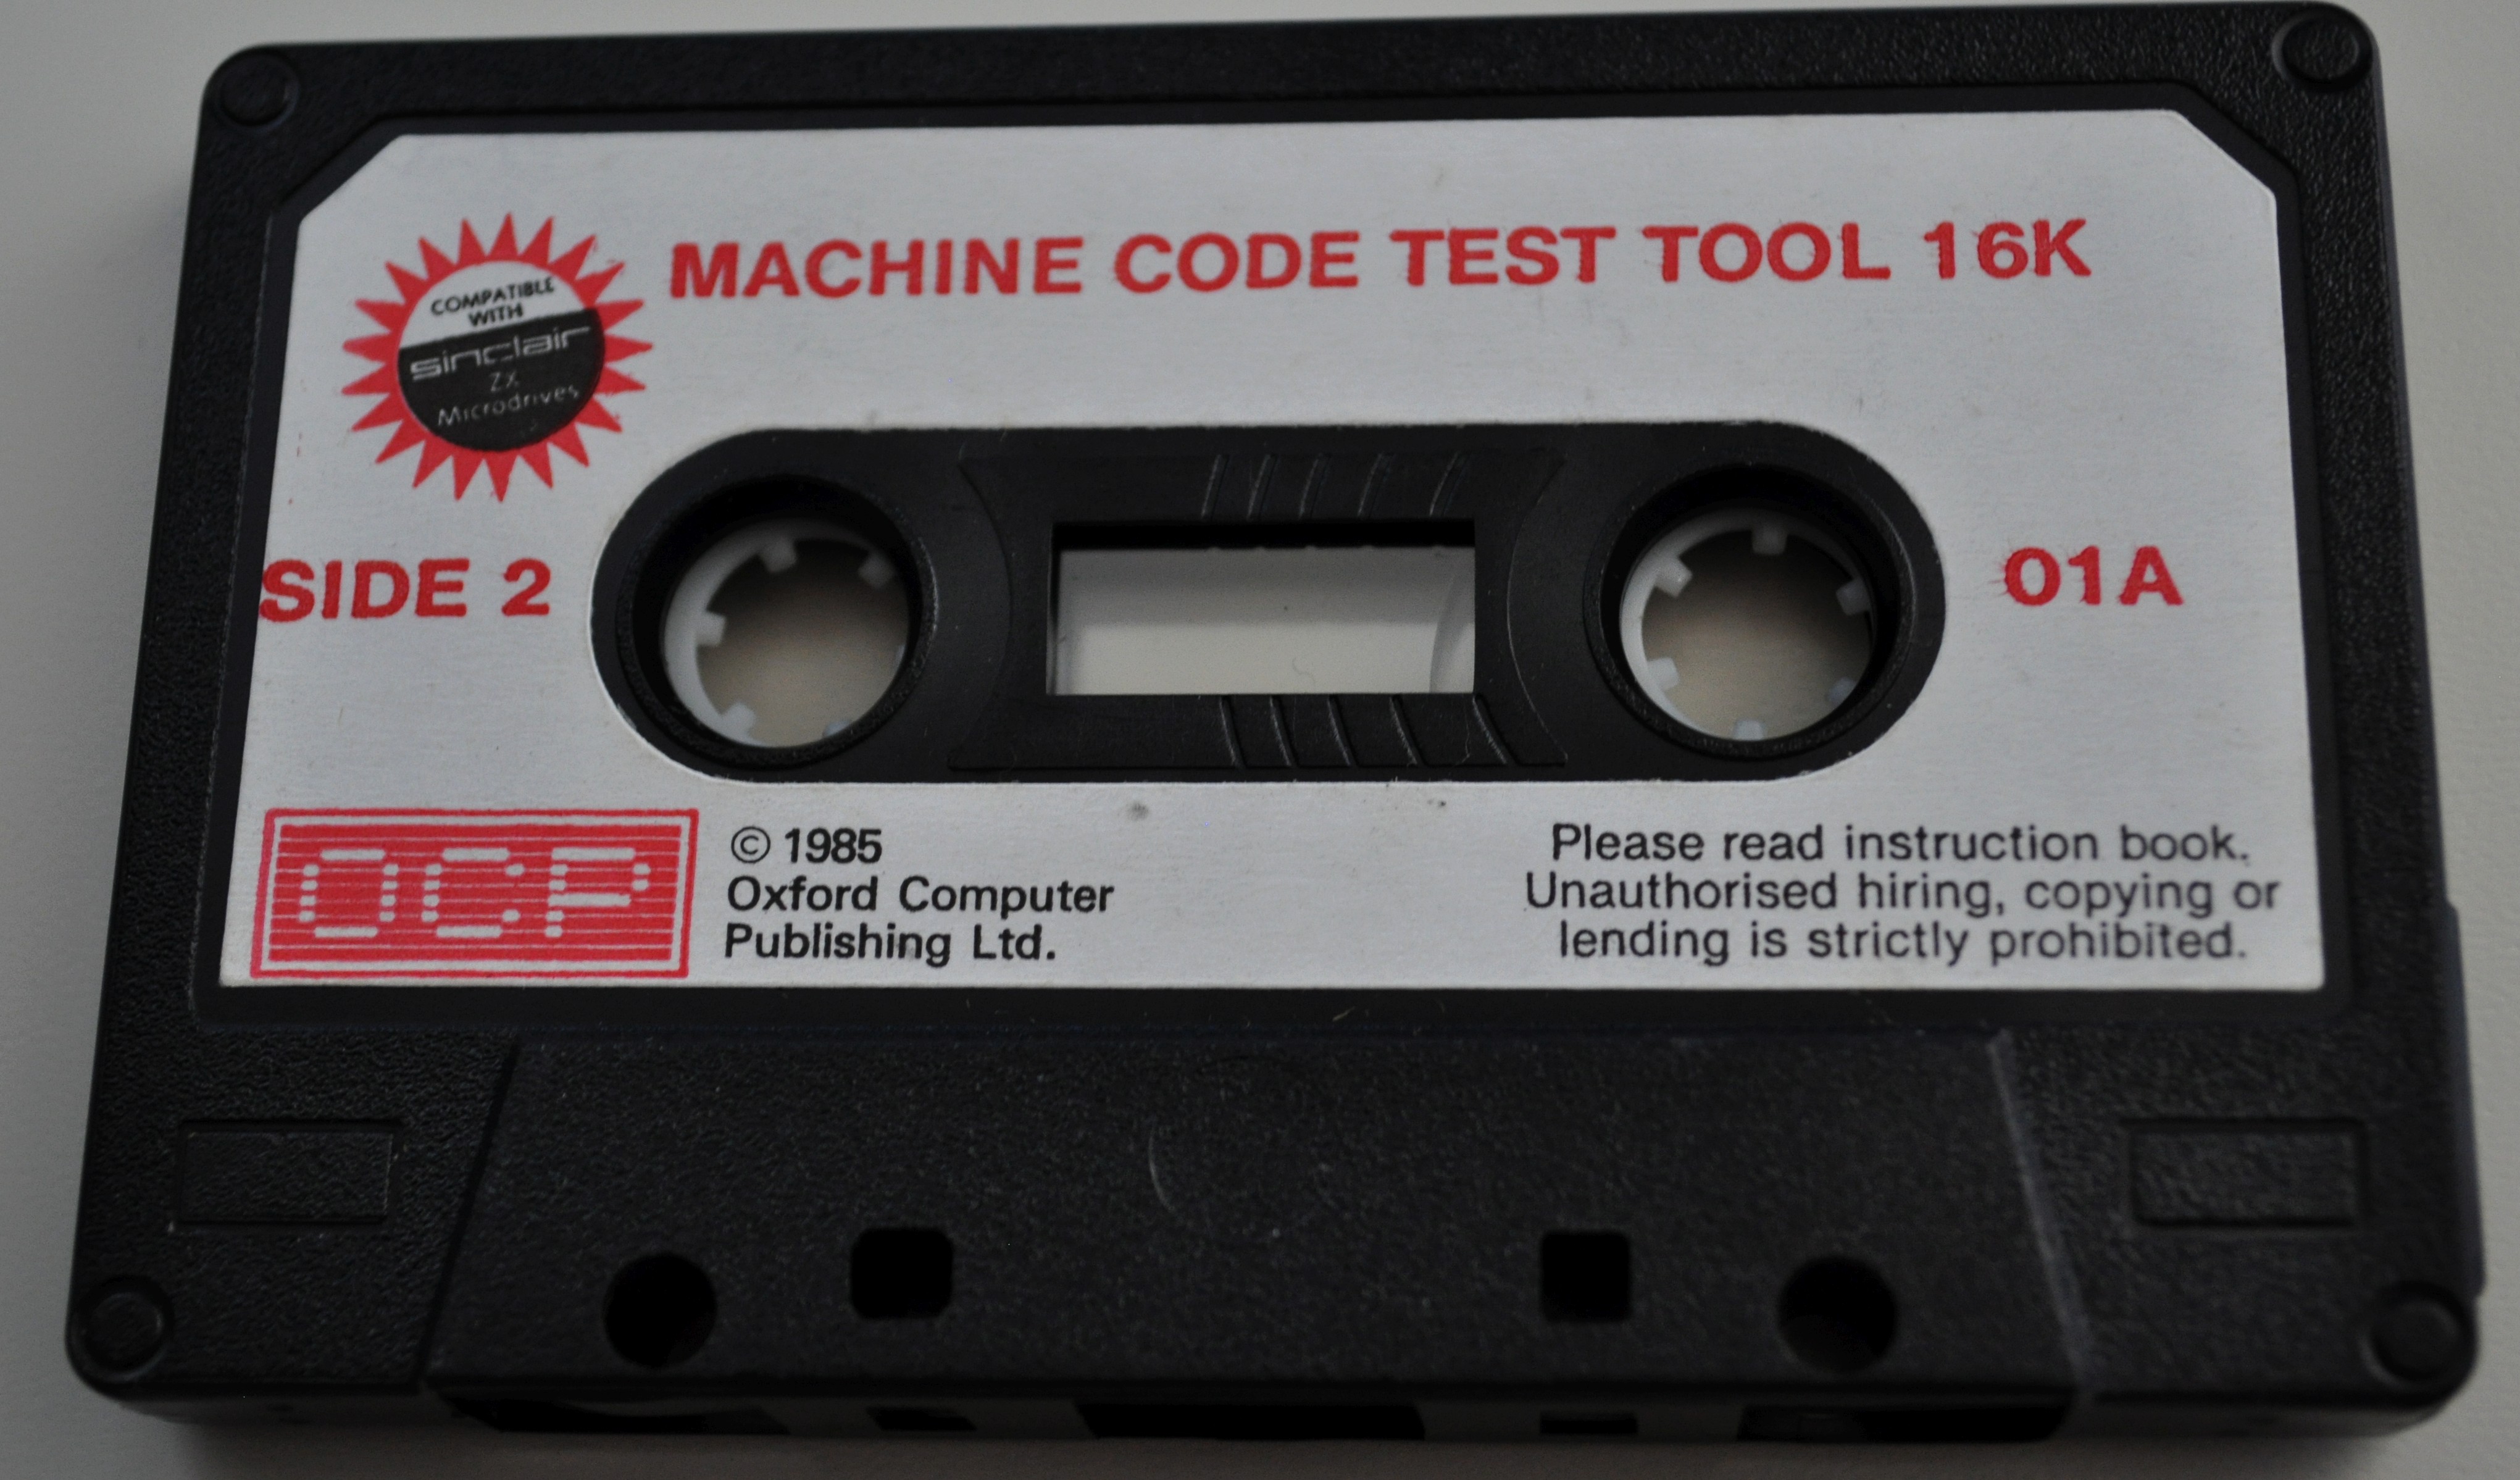 MACHINE CODE TEST TOOL 16K
COMPATIBLE
WITH
sinclair
ZX
Microdrives
SIDE 2
01A
OCP
© 1985
Oxford Computer
Publishing Ltd.
Please read instruction book.
Unauthorised hiring, copying or
lending is strictly prohibited.